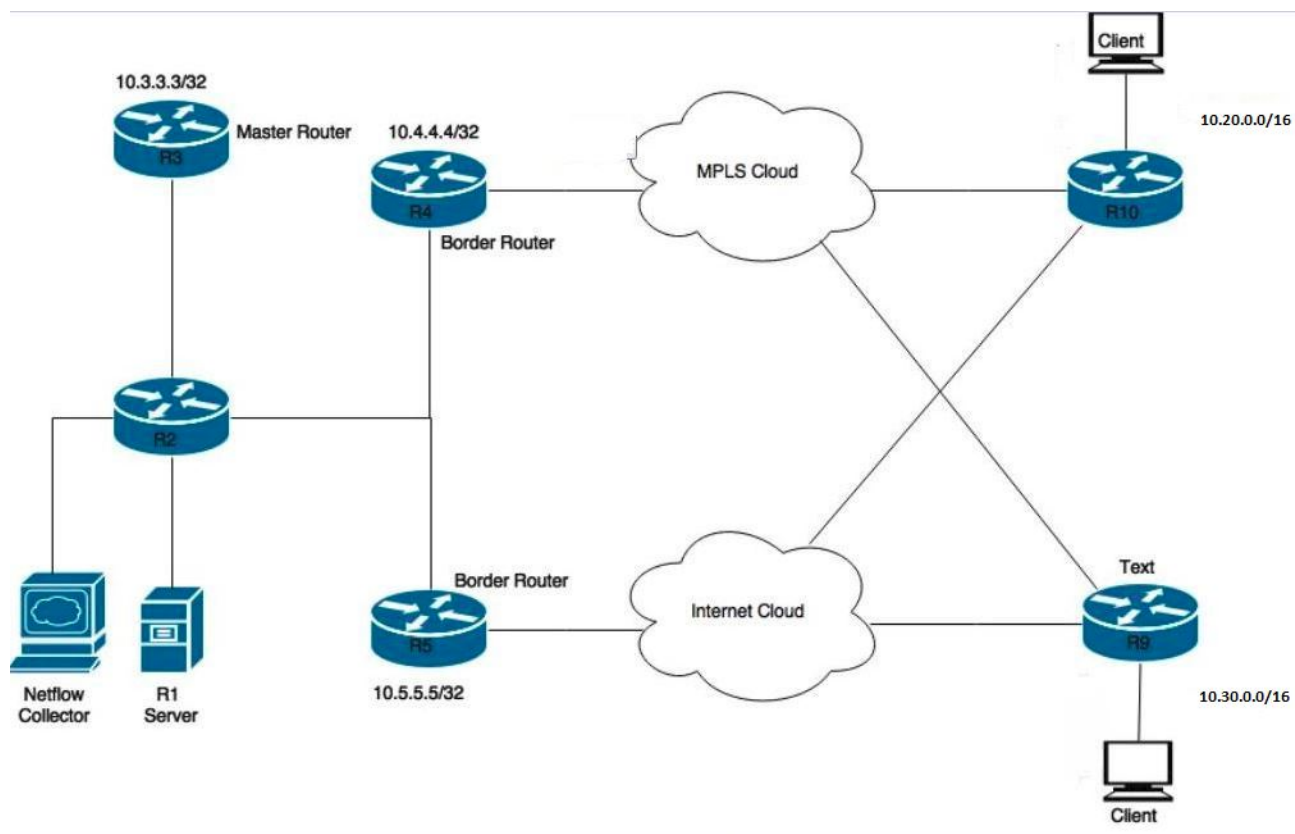 Client
10.20.0.0/16
10.3.3.3/32
Master Router
R3
10.4.4.4/32
R4
Border Router
MPLS Cloud
R10
R2
Border Router
R5
10.5.5.5/32
Internet Cloud
Text
R9
10.30.0.0/16
Netflow
Collector
R1
Server
Client